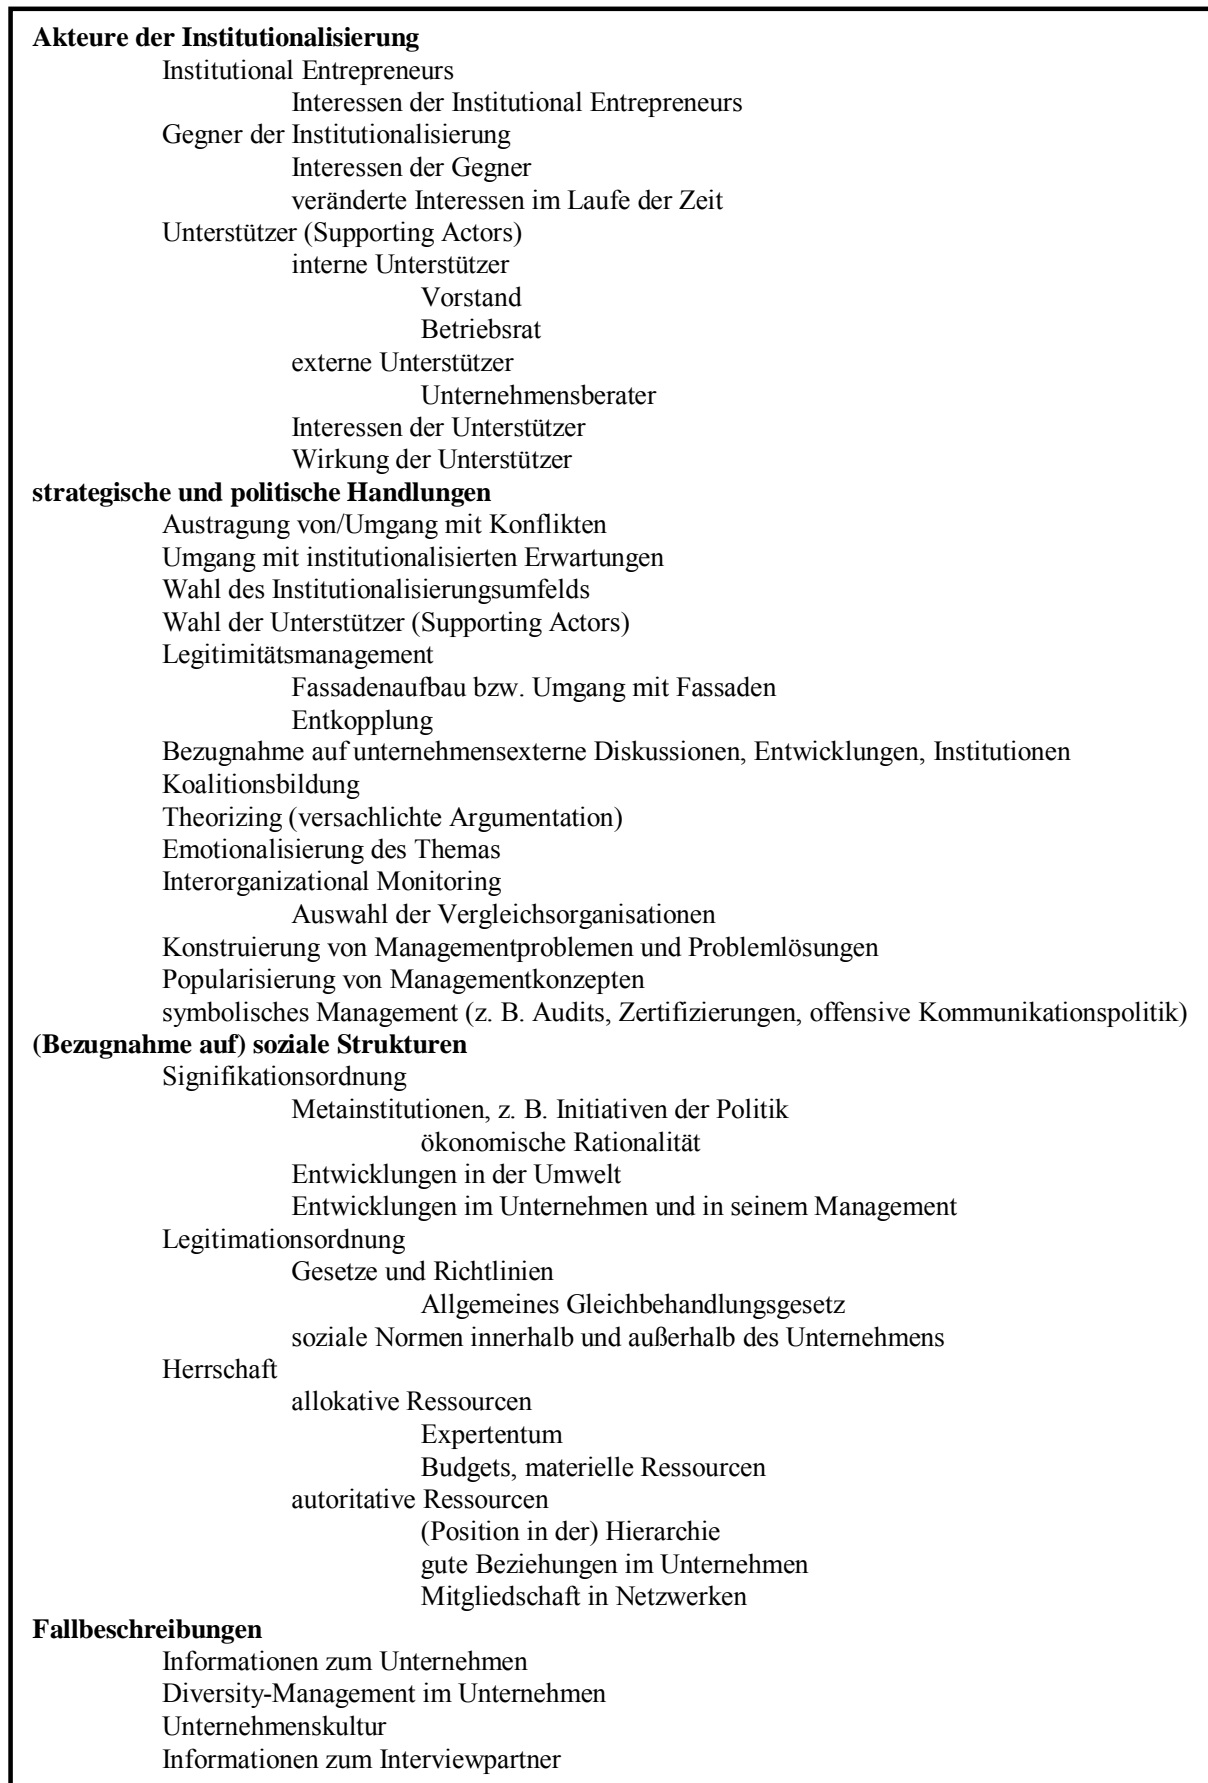 Akteure der Institutionalisierung
Institutional Entrepreneurs
Interessen der Institutional Entrepreneurs
Gegner der Institutionalisierung
Interessen der Gegner
veränderte Interessen im Laufe der Zeit
Unterstützer (Supporting Actors)
interne Unterstützer
Vorstand
Betriebsrat
externe Unterstützer
Unternehmensberater
Interessen der Unterstützer
Wirkung der Unterstützer
strategische und politische Handlungen
Austragung von/Umgang mit Konflikten
Umgang mit institutionalisierten Erwartungen
Wahl des Institutionalisierungsumfelds
Wahl der Unterstützer (Supporting Actors)
Legitimitätsmanagement
Fassadenaufbau bzw. Umgang mit Fassaden
Entkopplung
Bezugnahme auf unternehmensexterne Diskussionen, Entwicklungen, Institutionen
Koalitionsbildung
Theorizing (versachlichte Argumentation)
Emotionalisierung des Themas
Interorganizational Monitoring
Auswahl der Vergleichsorganisationen
Konstruierung von Managementproblemen und Problemlösungen
Popularisierung von Managementkonzepten
symbolisches Management (z. B. Audits, Zertifizierungen, offensive Kommunikationspolitik)
(Bezugnahme auf) soziale Strukturen
Signifikationsordnung
Metainstitutionen, z. B. Initiativen der Politik
ökonomische Rationalität
Entwicklungen in der Umwelt
Entwicklungen im Unternehmen und in seinem Management
Legitimationsordnung
Gesetze und Richtlinien
Allgemeines Gleichbehandlungsgesetz
soziale Normen innerhalb und außerhalb des Unternehmens
Herrschaft
allokative Ressourcen
Expertentum
Budgets, materielle Ressourcen
autoritative Ressourcen
(Position in der) Hierarchie
gute Beziehungen im Unternehmen
Mitgliedschaft in Netzwerken
Fallbeschreibungen
Informationen zum Unternehmen
Diversity-Management im Unternehmen
Unternehmenskultur
Informationen zum Interviewpartner